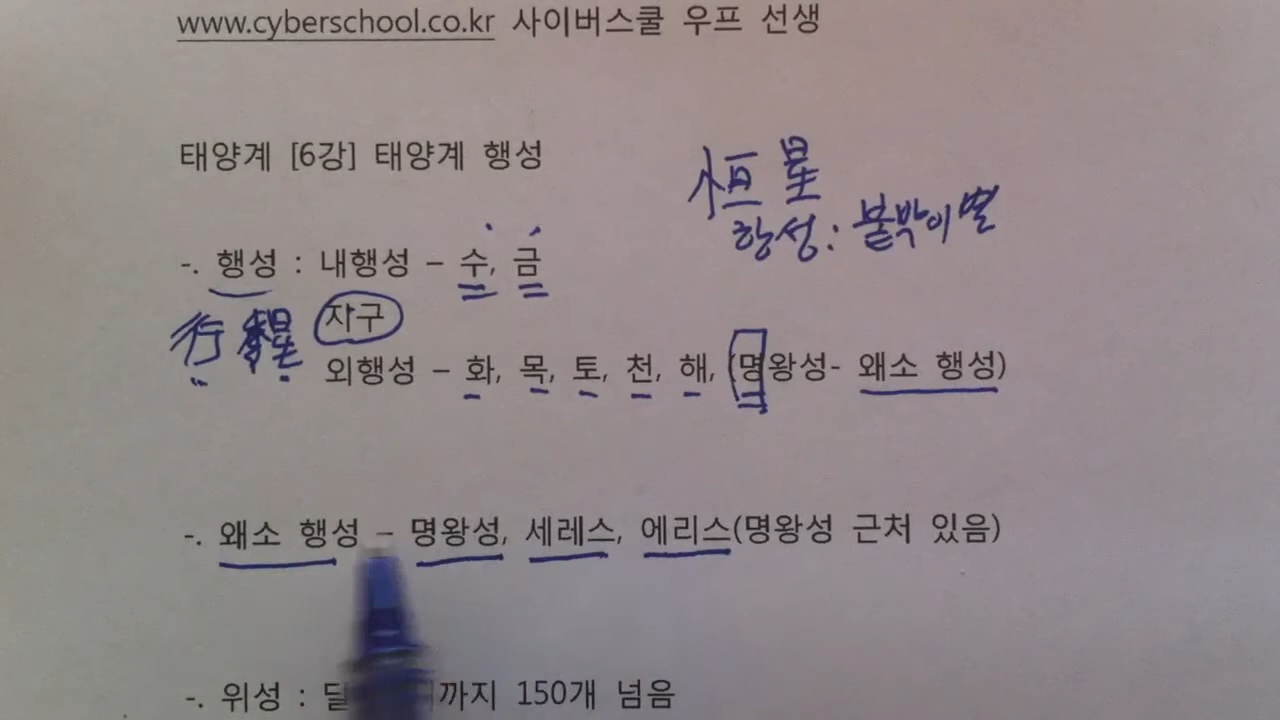 www.cyberschool.co.kr 사이버스쿨 우프 선생
태양계 [6강] 태양계 행성
恒星
항성: 붙박이별
-. 행성 : 내행성 – 수, 금
行星
지구
외행성 – 화, 목, 토, 천, 해, (명왕성- 왜소 행성)
-. 왜소 행성 – 명왕성, 세레스, 에리스(명왕성 근처 있음)
-. 위성 : 달 까지 150개 넘음